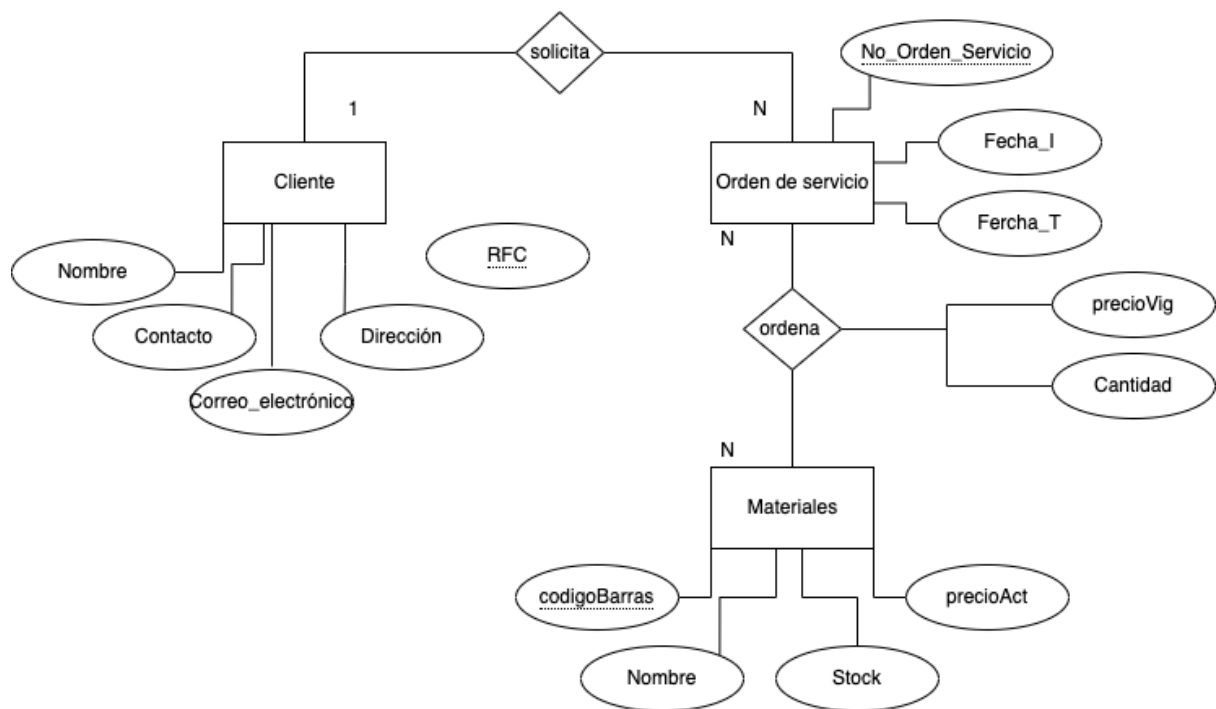 solicita
No_Orden_Servicio
1
N
Cliente
Orden de servicio
Fecha_I
Fercha_T
N
RFC
Nombre
Contacto
Dirección
Correo_electrónico
ordena
precioVig
Cantidad
N
Materiales
codigoBarras
precioAct
Nombre
Stock